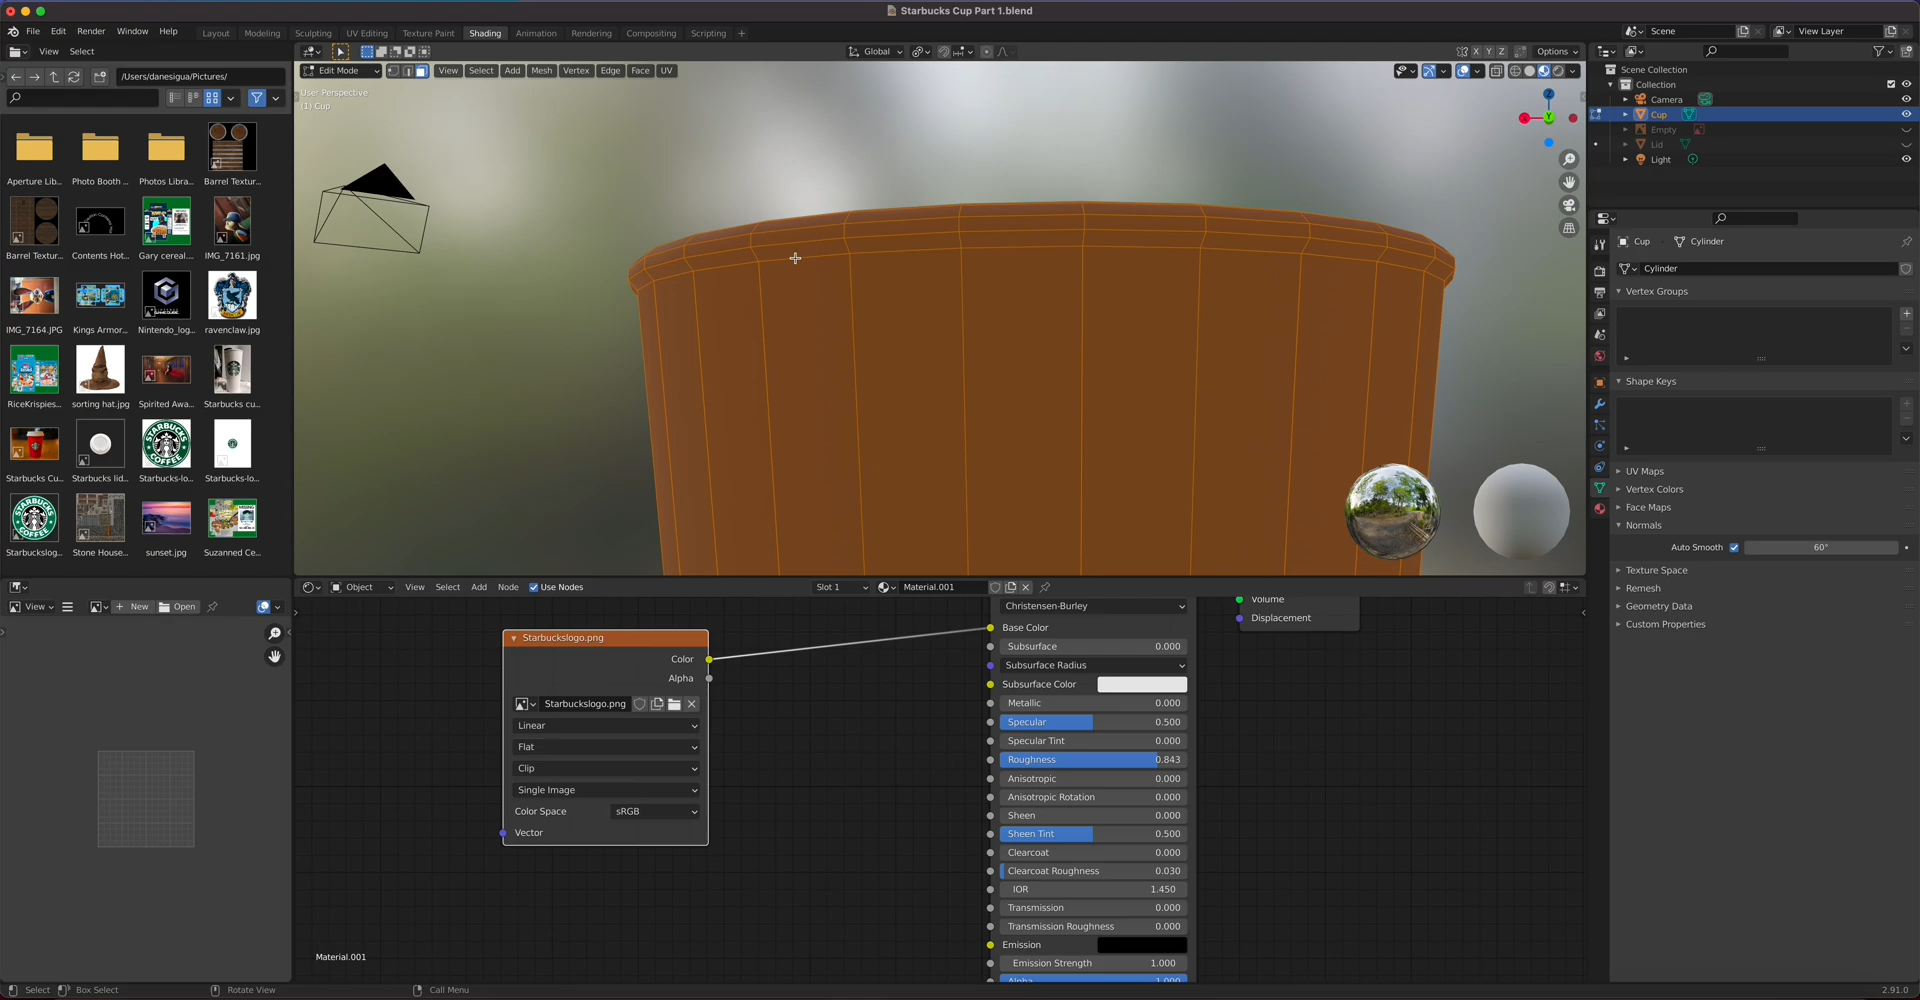 Starbucks Cup Part 1.blend
File Edit Render Window Help
Layout Modeling Sculpting UV Editing Texture Paint Shading Animation Rendering Compositing Scripting +
Scene
View Layer
View Select
Global
X Y Z
Options
/Users/danesigua/Pictures/
Edit Mode
View Select Add Mesh Vertex Edge Face UV
User Perspective
(1) Cup
Z
Y
Scene Collection
Collection
Camera
Cup
Empty
Lid
Light
Aperture Lib... Photo Booth ... Photos Libra... Barrel Textur...
Barrel Textur... Contents Hot... Gary cereal.... IMG_7161.jpg
IMG_7164.JPG Kings Armor... Nintendo_log... ravenclaw.jpg
RiceKrispies... sorting hat.jpg Spirited Awa... Starbucks cu...
Starbucks Cu... Starbucks lid... Starbucks-lo... Starbucks-lo...
Starbuckslog... Stone House... sunset.jpg Suzanned Ce...
Cup Cylinder
Cylinder
Vertex Groups
Shape Keys
UV Maps
Vertex Colors
Face Maps
Normals
Auto Smooth 60°
Texture Space
Remesh
Geometry Data
Custom Properties
View New Open
Object View Select Add Node Use Nodes Slot 1 Material.001
Starbuckslogo.png
Color
Alpha
Starbuckslogo.png
Linear
Flat
Clip
Single Image
Color Space sRGB
Vector
Christensen-Burley
Base Color
Subsurface 0.000
Subsurface Radius
Subsurface Color
Metallic 0.000
Specular 0.500
Specular Tint 0.000
Roughness 0.843
Anisotropic 0.000
Anisotropic Rotation 0.000
Sheen 0.000
Sheen Tint 0.500
Clearcoat 0.000
Clearcoat Roughness 0.030
IOR 1.450
Transmission 0.000
Transmission Roughness 0.000
Emission
Emission Strength 1.000
Alpha 1.000
Volume
Displacement
Material.001
Select Box Select Rotate View Call Menu 2.91.0